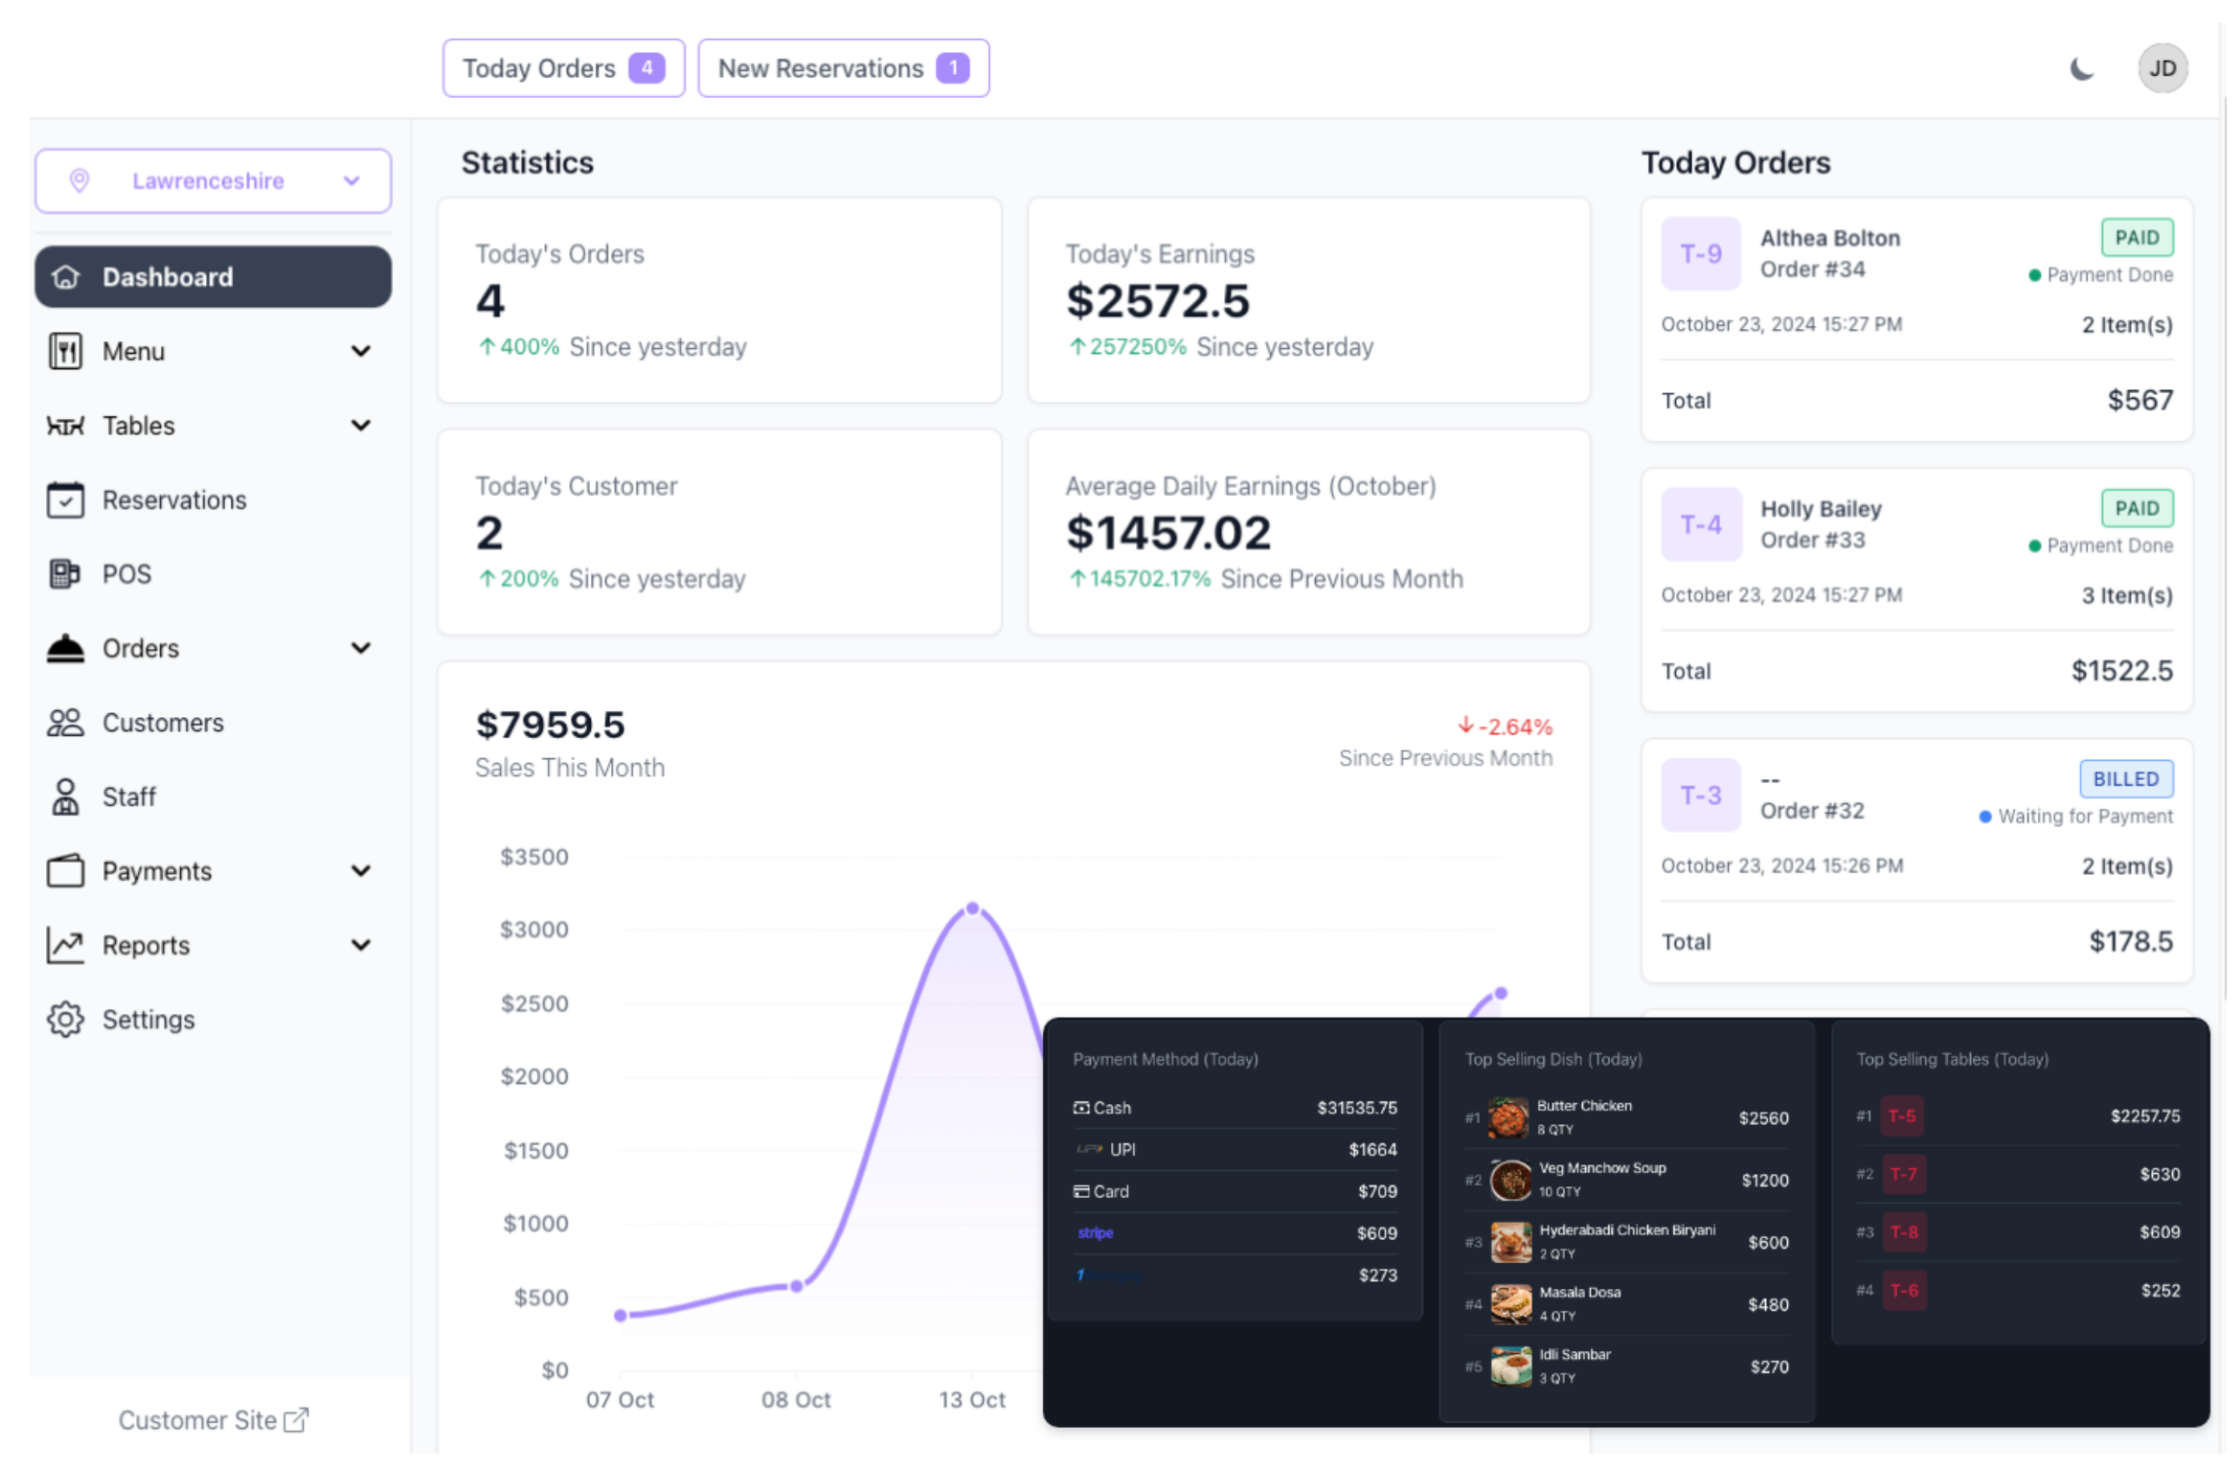 Today Orders 4
New Reservations 1
JD
Lawrenceshire
Dashboard
Menu
Tables
Reservations
POS
Orders
Customers
Staff
Payments
Reports
Settings
Customer Site
Statistics
Today's Orders
4
↑400% Since yesterday
Today's Earnings
$2572.5
↑257250% Since yesterday
Today's Customer
2
↑200% Since yesterday
Average Daily Earnings (October)
$1457.02
↑145702.17% Since Previous Month
$7959.5
Sales This Month
↓-2.64%
Since Previous Month
$3500
$3000
$2500
$2000
$1500
$1000
$500
$0
07 Oct
08 Oct
13 Oct
Today Orders
T-9
Althea Bolton
Order #34
PAID
Payment Done
October 23, 2024 15:27 PM
2 Item(s)
Total
$567
T-4
Holly Bailey
Order #33
PAID
Payment Done
October 23, 2024 15:27 PM
3 Item(s)
Total
$1522.5
T-3
--
Order #32
BILLED
Waiting for Payment
October 23, 2024 15:26 PM
2 Item(s)
Total
$178.5
Payment Method (Today)
Cash $31535.75
UPI UPI $1664
Card $709
stripe $609
$273
Top Selling Dish (Today)
#1 Butter Chicken
8 QTY
$2560
#2 Veg Manchow Soup
10 QTY
$1200
#3 Hyderabadi Chicken Biryani
2 QTY
$600
#4 Masala Dosa
4 QTY
$480
#5 Idli Sambar
3 QTY
$270
Top Selling Tables (Today)
#1 T-5 $2257.75
#2 T-7 $630
#3 T-8 $609
#4 T-6 $252